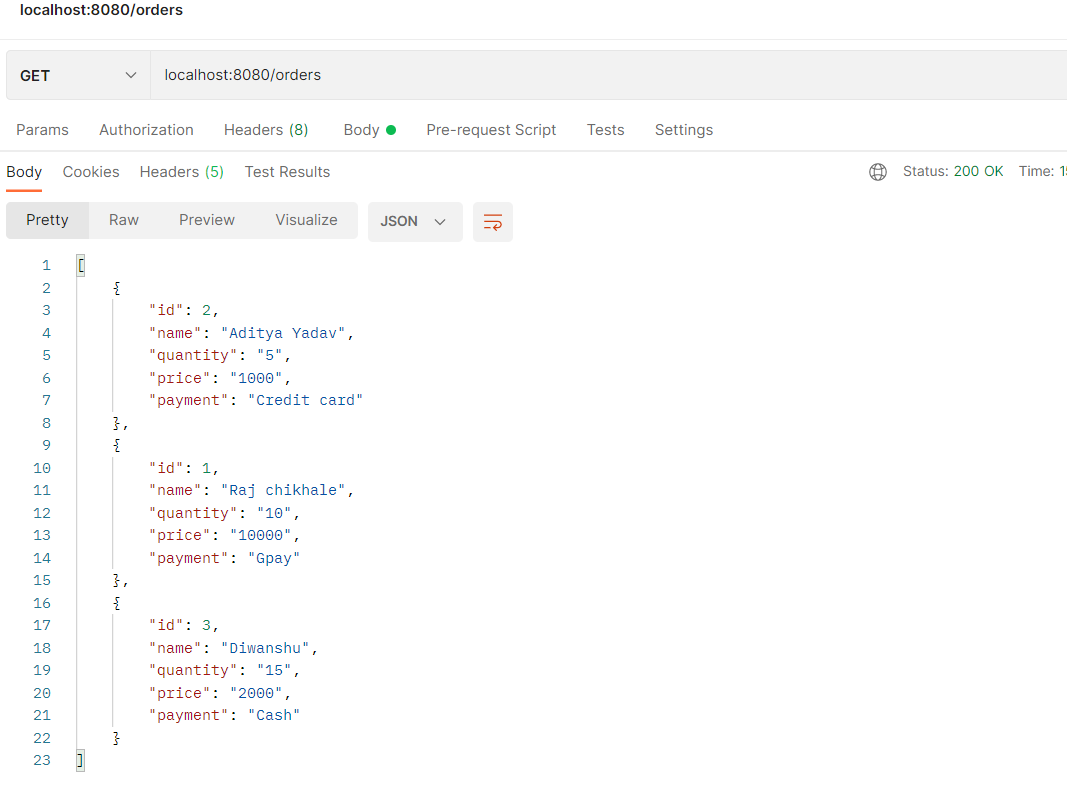 localhost:8080/orders
GET localhost:8080/orders
Params Authorization Headers (8) Body Pre-request Script Tests Settings
Body Cookies Headers (5) Test Results Status: 200 OK Time:
Pretty Raw Preview Visualize JSON
1 [
2 {
3 "id": 2,
4 "name": "Aditya Yadav",
5 "quantity": "5",
6 "price": "1000",
7 "payment": "Credit card"
8 },
9 {
10 "id": 1,
11 "name": "Raj chikhale",
12 "quantity": "10",
13 "price": "10000",
14 "payment": "Gpay"
15 },
16 {
17 "id": 3,
18 "name": "Diwanshu",
19 "quantity": "15",
20 "price": "2000",
21 "payment": "Cash"
22 }
23 ]